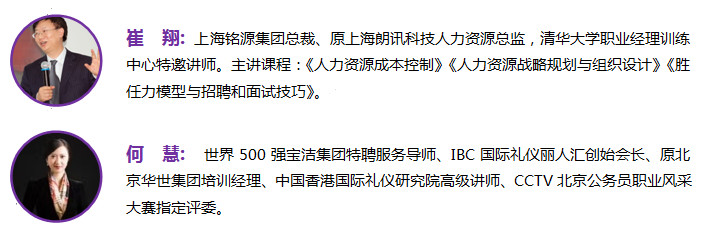 崔 翔: 上海铭源集团总裁、原上海朗讯科技人力资源总监，清华大学职业经理训练
中心特邀讲师。主讲课程：《人力资源成本控制》《人力资源战略规划与组织设计》《胜
任力模型与招聘和面试技巧》。
何 慧: 世界 500 强宝洁集团特聘服务导师、IBC 国际礼仪丽人汇创始会长、原北
京华世集团培训经理、中国香港国际礼仪研究院高级讲师、CCTV 北京公务员职业风采
大赛指定评委。